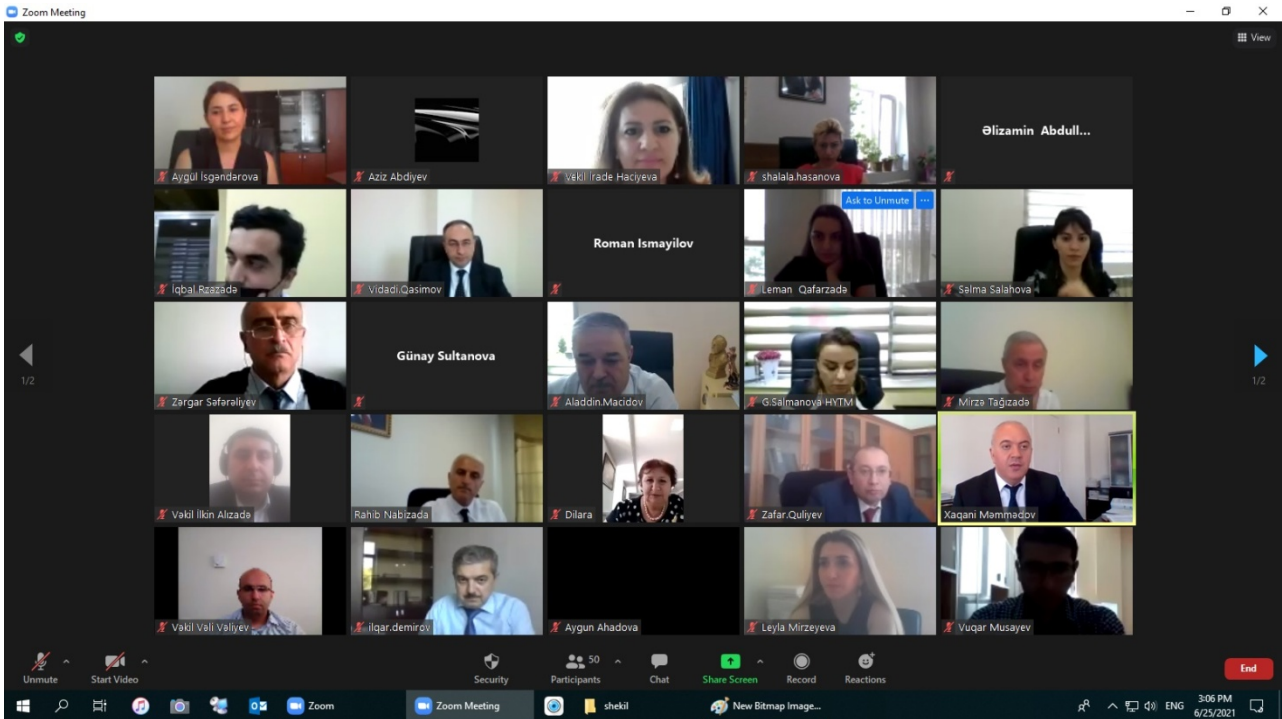 Zoom Meeting
View
Aygül İsgəndərova
Aziz Abdiyev
Vəkil İrade Haciyeva
shalala.hasanova
Əlizamin Abdull...
İqbal Rzazadə
Vidadi.Qasimov
Roman Ismayilov
Ask to Unmute ...
Leman Qafarzadə
Səlma Salahova
Zərgar Səfərəliyev
Günay Sultanova
Aladdin.Macidov
G.Salmanova HYTM
Mirzə Tağızadə
1/2
1/2
Vəkil İlkin Alızadə
Rahib Nabizada
Dilara
Zafar.Quliyev
Xaqani Məmmədov
Vəkil Vəli Vəliyev
ilqar.demirov
Aygun Ahadova
Leyla Mirzeyeva
Vuqar Musayev
Unmute
Start Video
Security
50
Participants
Chat
Share Screen
Record
Reactions
End
Zoom
Zoom Meeting
shekil
New Bitmap Image...
ENG
3:06 PM
6/25/2021